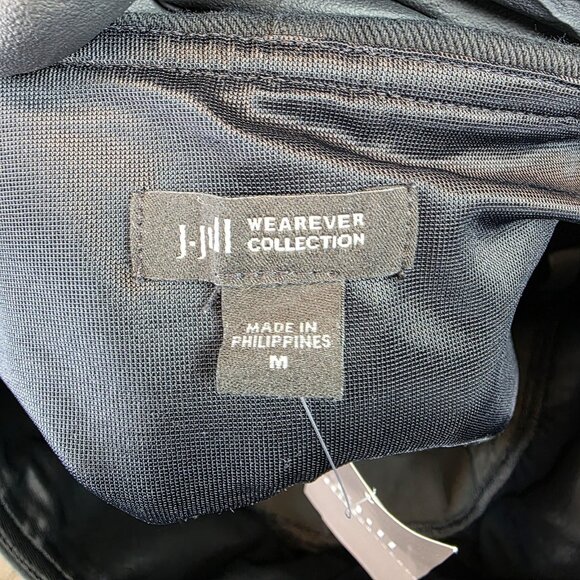 J.Jill WEAREVER
COLLECTION
MADE IN
PHILIPPINES
M